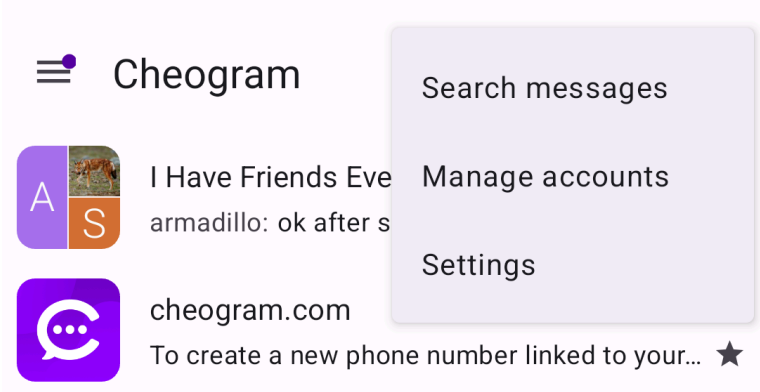 Cheogram
Search messages
Manage accounts
Settings
A
S
I Have Friends Eve
armadillo: ok after s
cheogram.com
To create a new phone number linked to your...